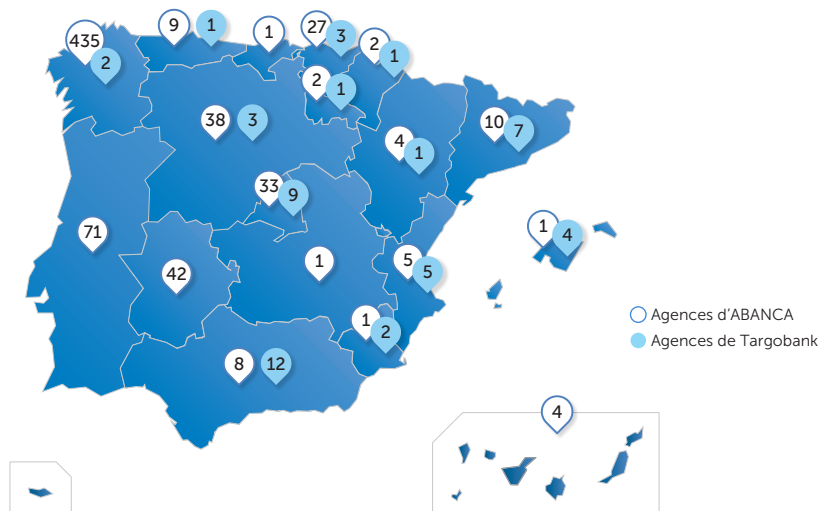 9 1 1 27 3
435 2 2 1
2 1
38 3 10 7
4 1
33 9
71 1 4
42 1 5 5
1 2
8 12
Agences d'ABANCA
Agences de Targobank
4